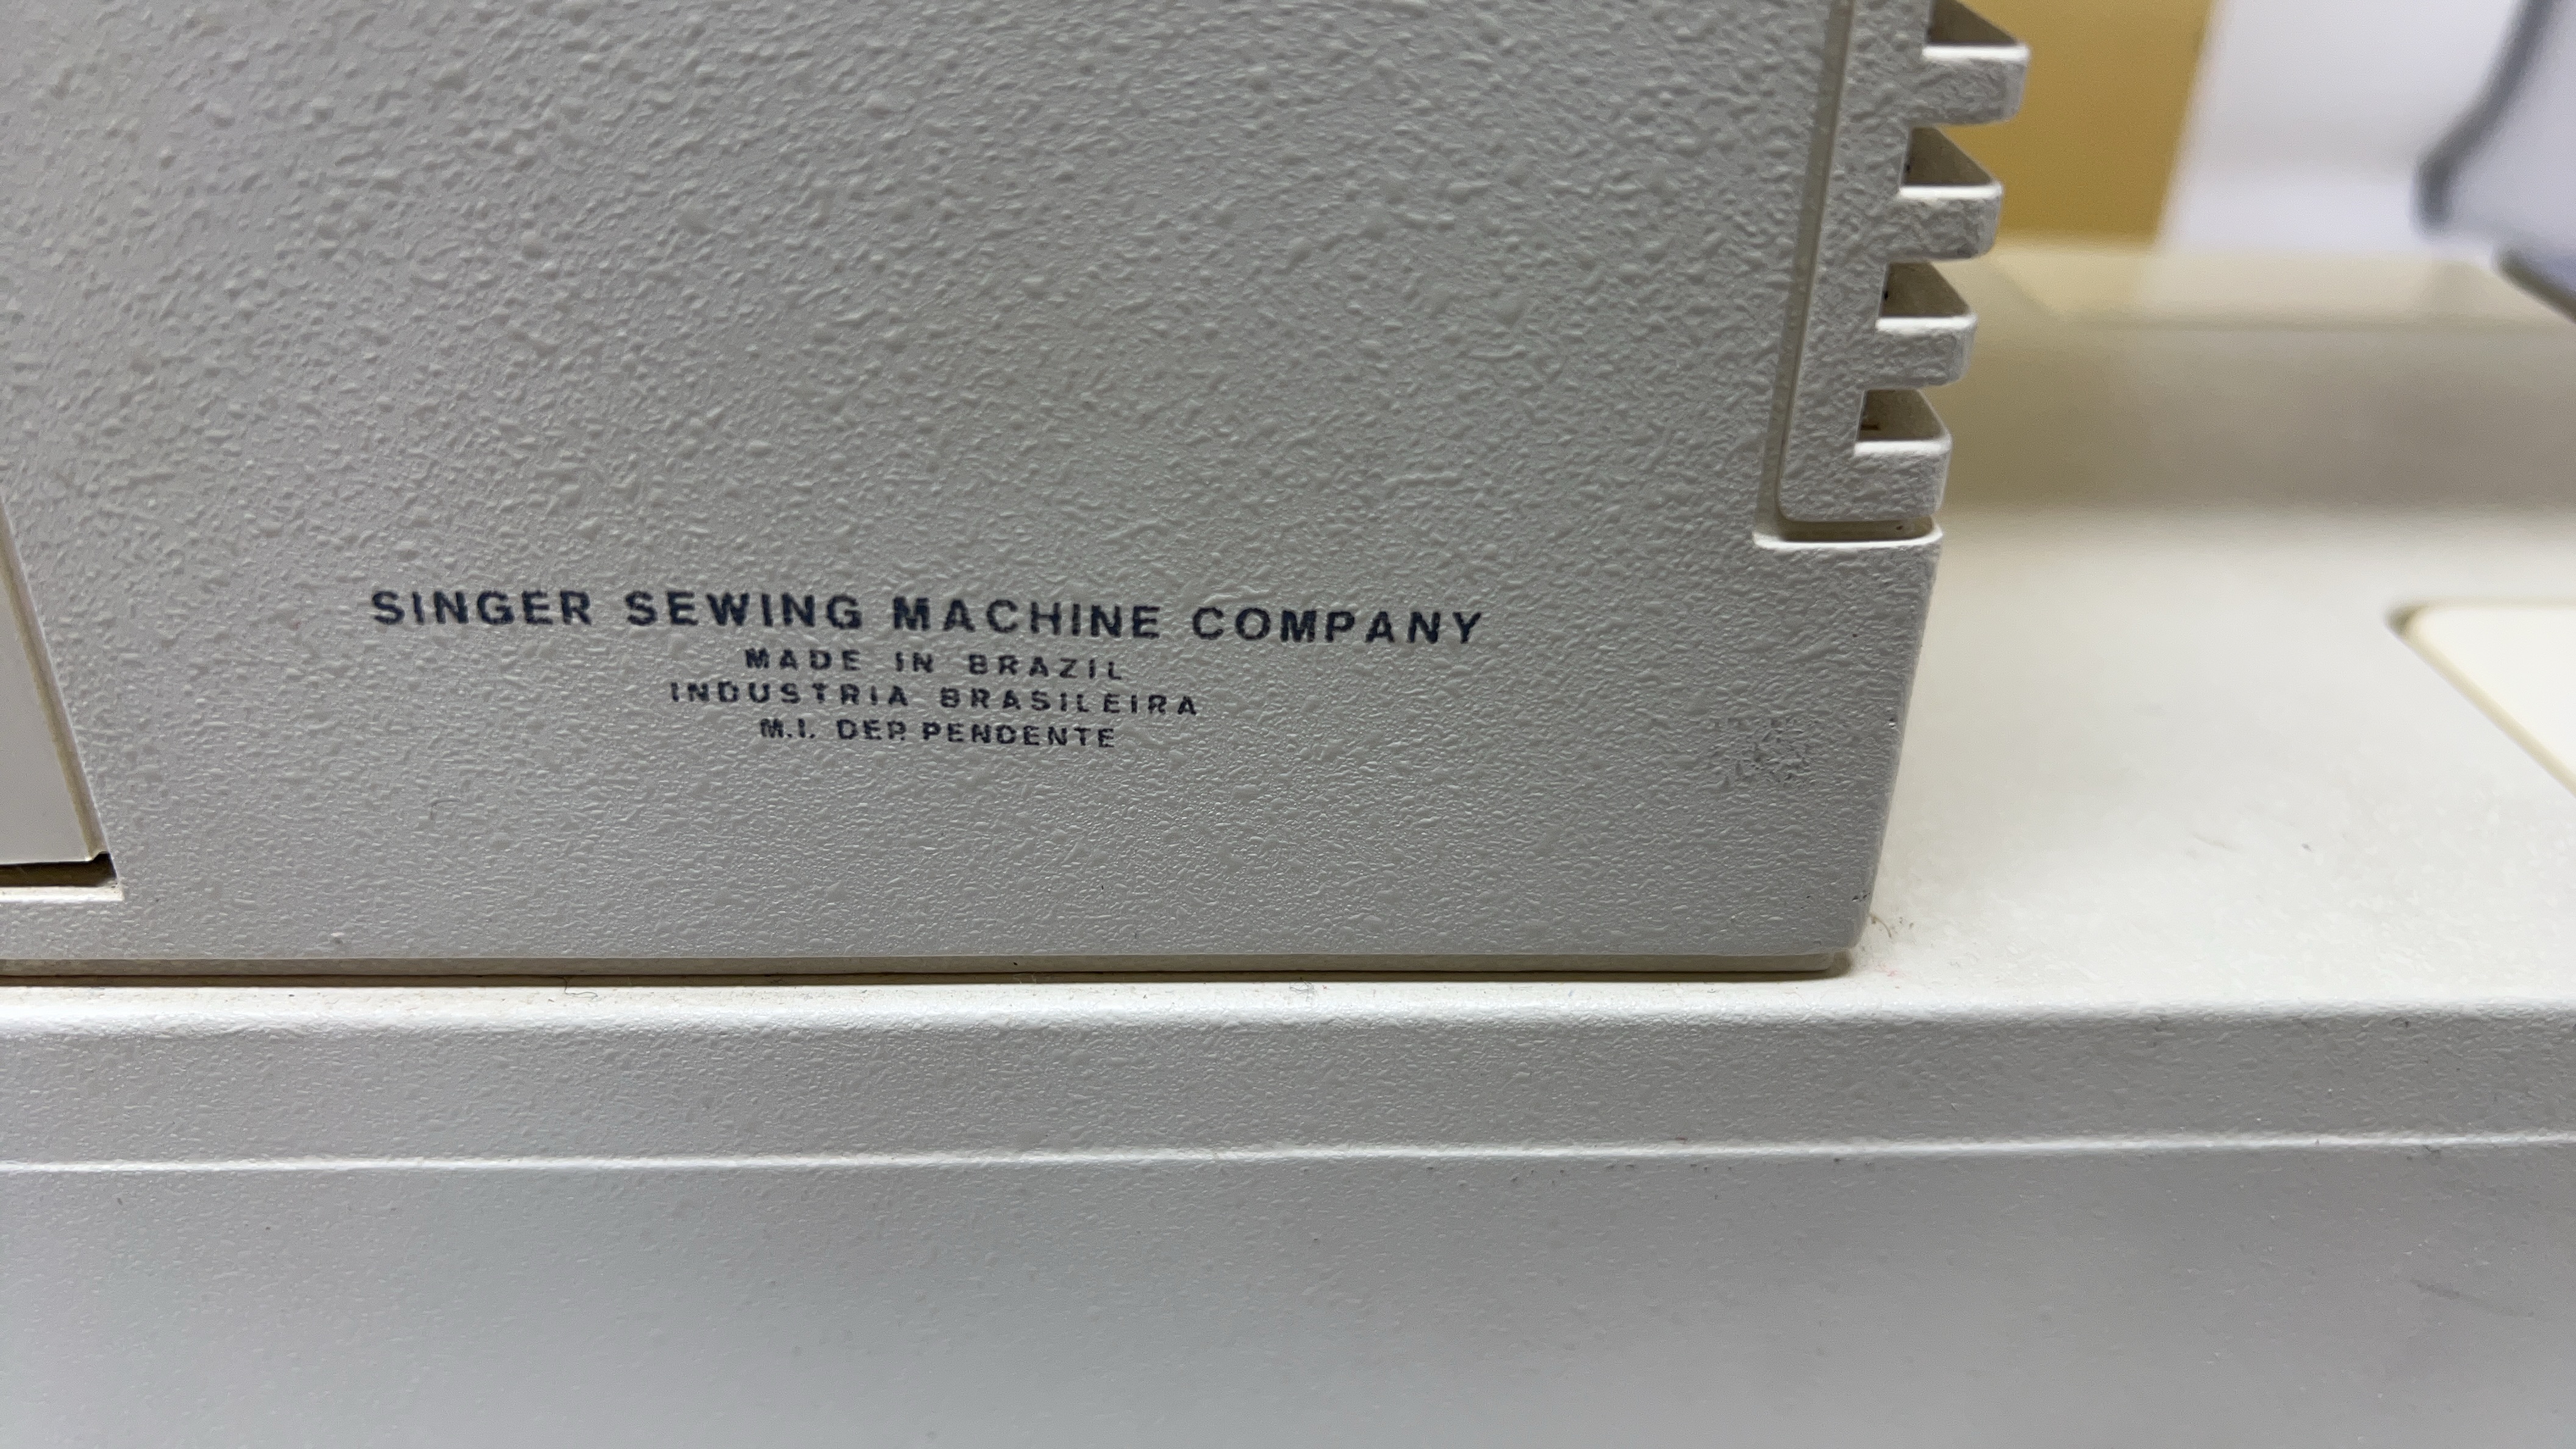 SINGER SEWING MACHINE COMPANY
MADE IN BRAZIL
INDUSTRIA BRASILEIRA
M.I. DEP. PENDENTE